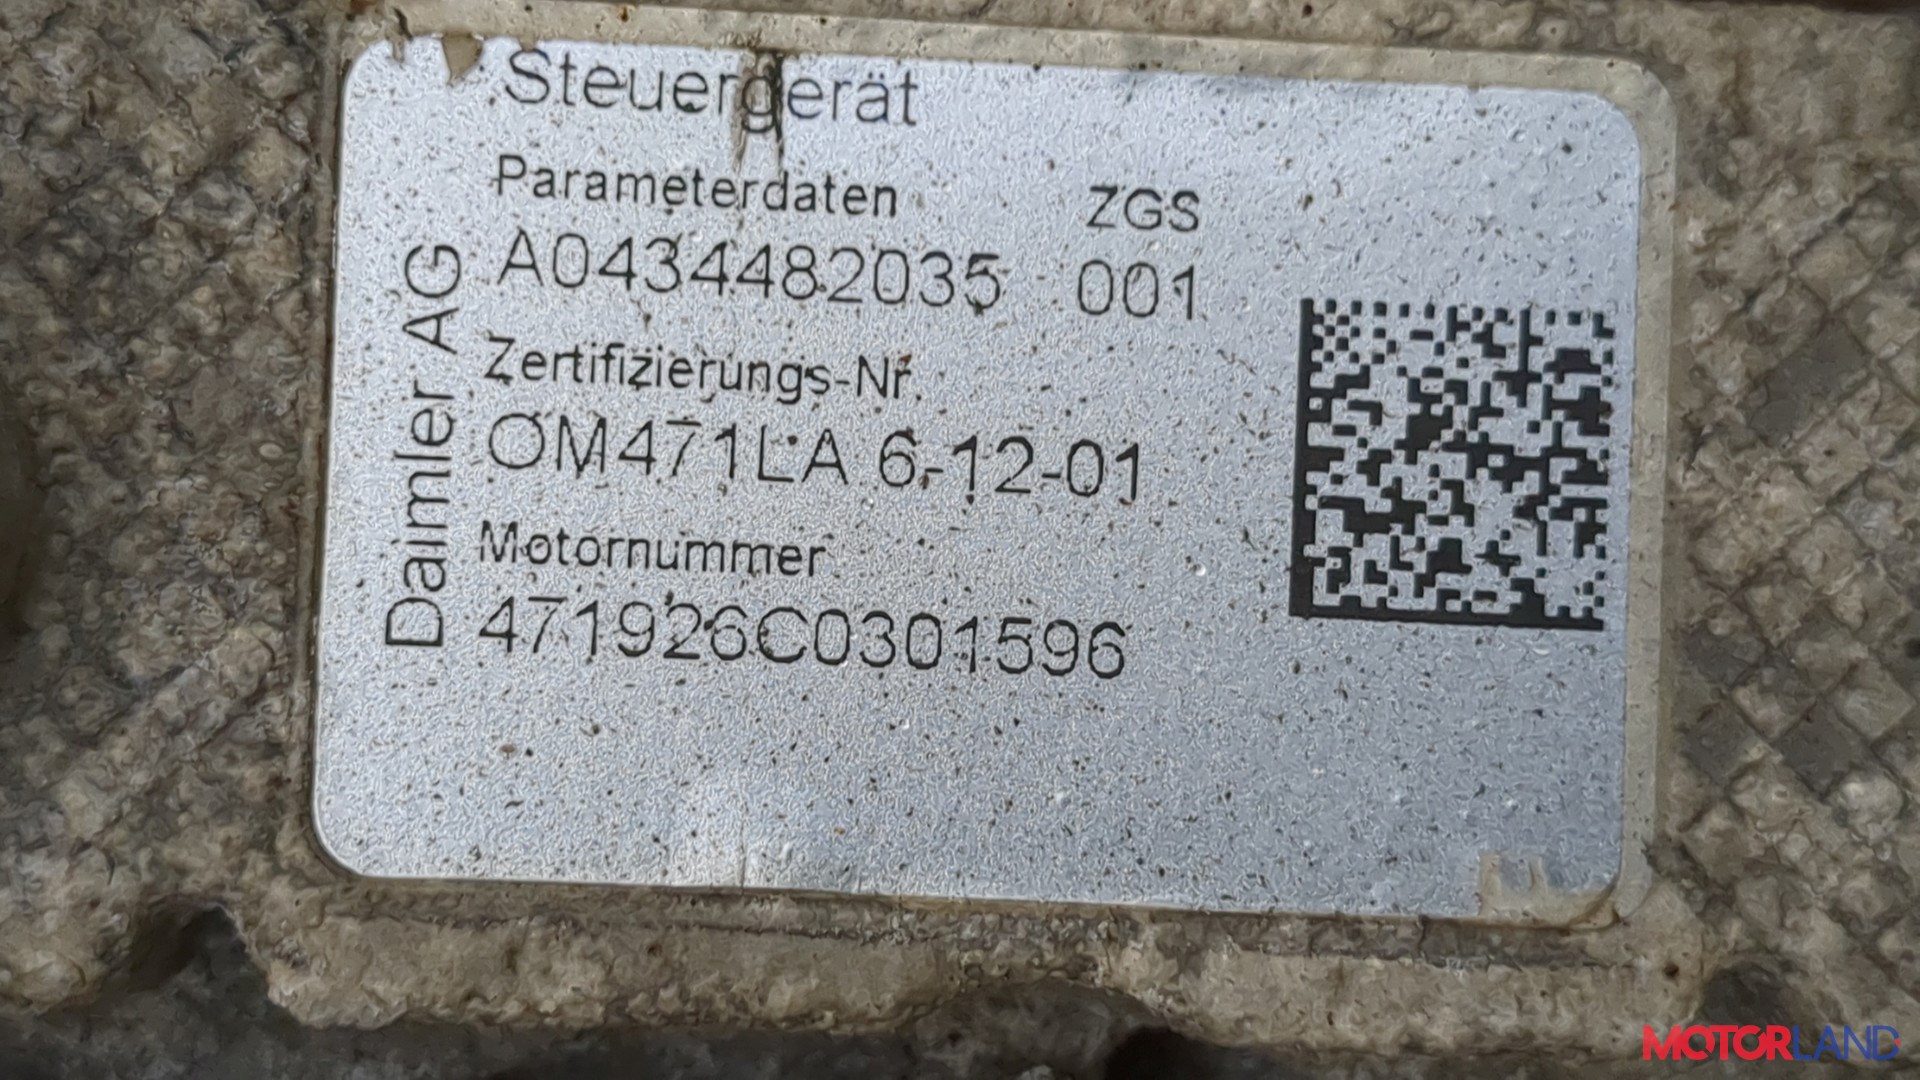 Steuergerät
Parameterdaten ZGS
A0434482035 001
Zertifizierungs-Nr.
OM471LA 6-12-01
Motornummer
471926C0301596
Daimler AG
MOTORLAND